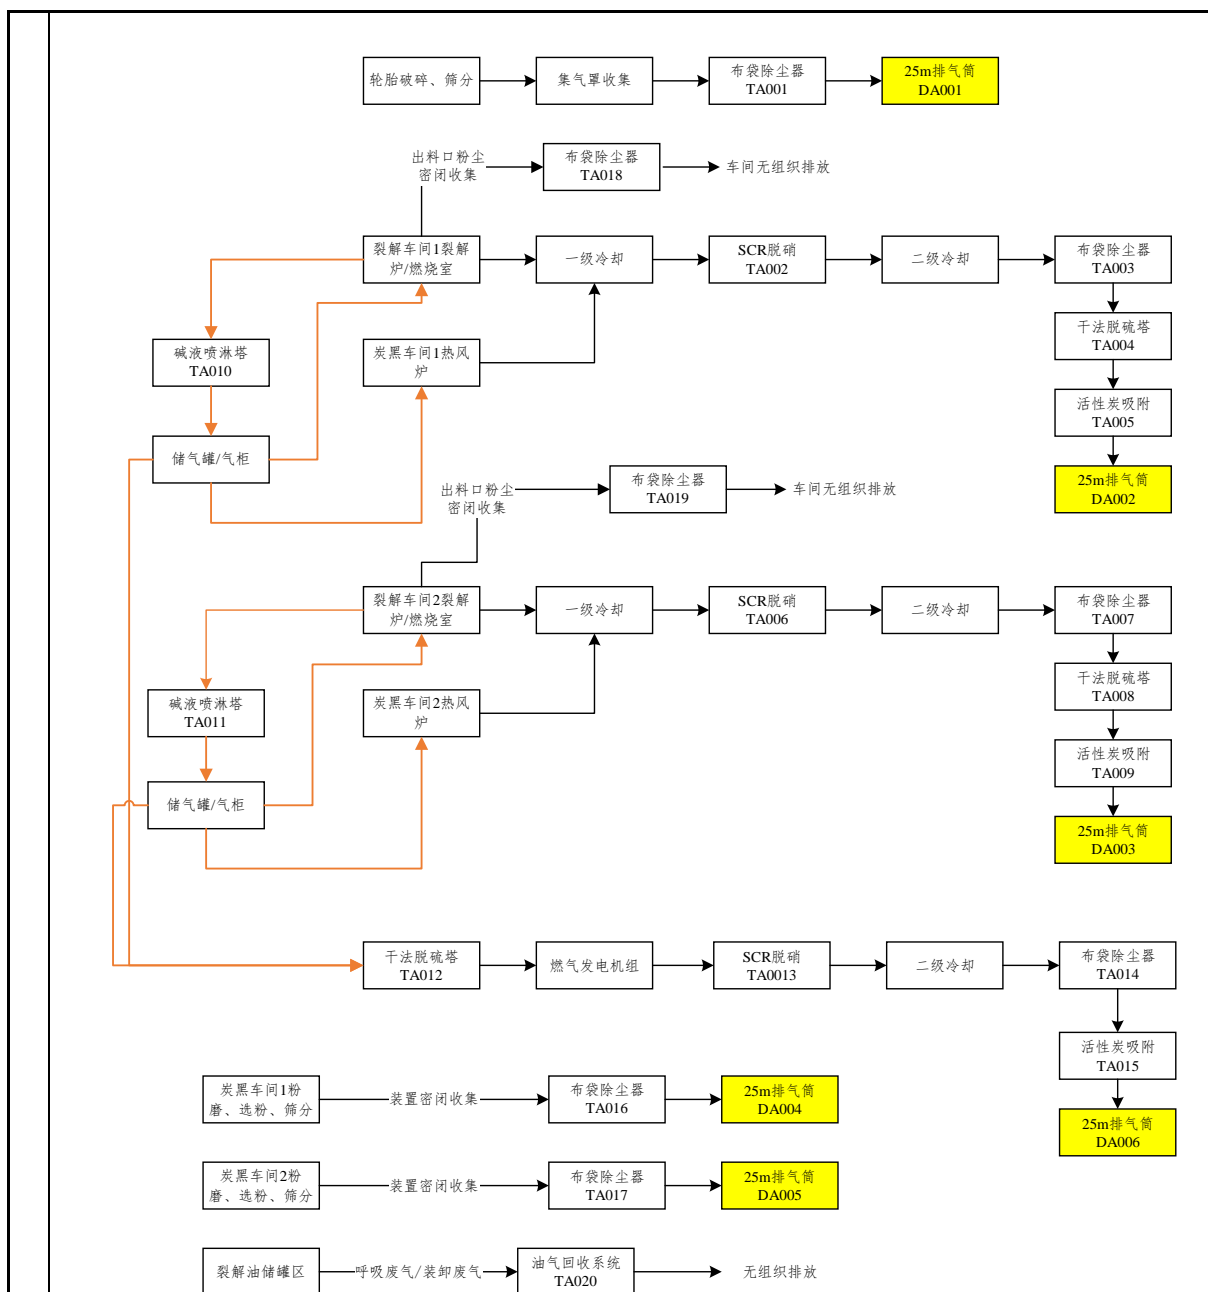 轮胎破碎、筛分
集气罩收集
布袋除尘器
TA001
25m排气筒
DA001
出料口粉尘
密闭收集
布袋除尘器
TA018
车间无组织排放
裂解车间1裂解
炉/燃烧室
一级冷却
SCR脱硝
TA002
二级冷却
布袋除尘器
TA003
碱液喷淋塔
TA010
炭黑车间1热风
炉
干法脱硫塔
TA004
活性炭吸附
TA005
储气罐/气柜
25m排气筒
DA002
出料口粉尘
密闭收集
布袋除尘器
TA019
车间无组织排放
裂解车间2裂解
炉/燃烧室
一级冷却
SCR脱硝
TA006
二级冷却
布袋除尘器
TA007
碱液喷淋塔
TA011
炭黑车间2热风
炉
干法脱硫塔
TA008
活性炭吸附
TA009
储气罐/气柜
25m排气筒
DA003
干法脱硫塔
TA012
燃气发电机组
SCR脱硝
TA0013
二级冷却
布袋除尘器
TA014
活性炭吸附
TA015
25m排气筒
DA006
炭黑车间1粉
磨、选粉、筛分
装置密闭收集
布袋除尘器
TA016
25m排气筒
DA004
炭黑车间2粉
磨、选粉、筛分
装置密闭收集
布袋除尘器
TA017
25m排气筒
DA005
裂解油储罐区
呼吸废气/装卸废气
油气回收系统
TA020
无组织排放